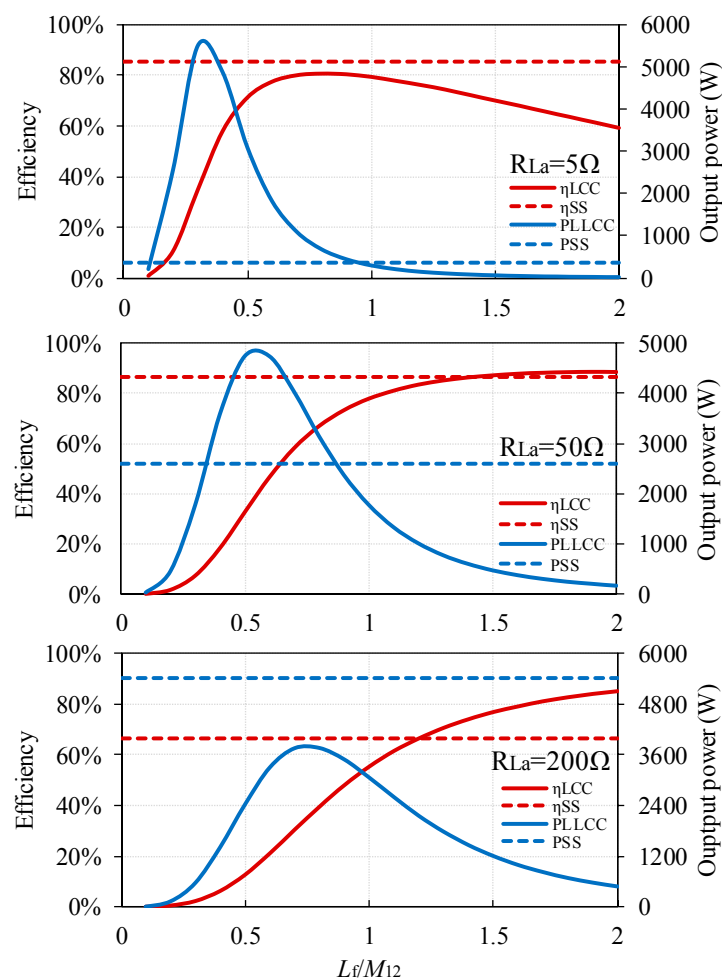 100%
80%
60%
40%
20%
0%
Efficiency
6000
5000
4000
3000
2000
1000
0
Output power (W)
RLa=5Ω
ηLCC
ηSS
PLLCC
PSS
0
0.5
1
1.5
2
100%
80%
60%
40%
20%
0%
Efficiency
5000
4000
3000
2000
1000
0
Output power (W)
RLa=50Ω
ηLCC
ηSS
PLLCC
PSS
0
0.5
1
1.5
2
100%
80%
60%
40%
20%
0%
Efficiency
6000
4800
3600
2400
1200
0
Ouptput power (W)
RLa=200Ω
ηLCC
ηSS
PLLCC
PSS
0
0.5
1
1.5
2
Lf/M12